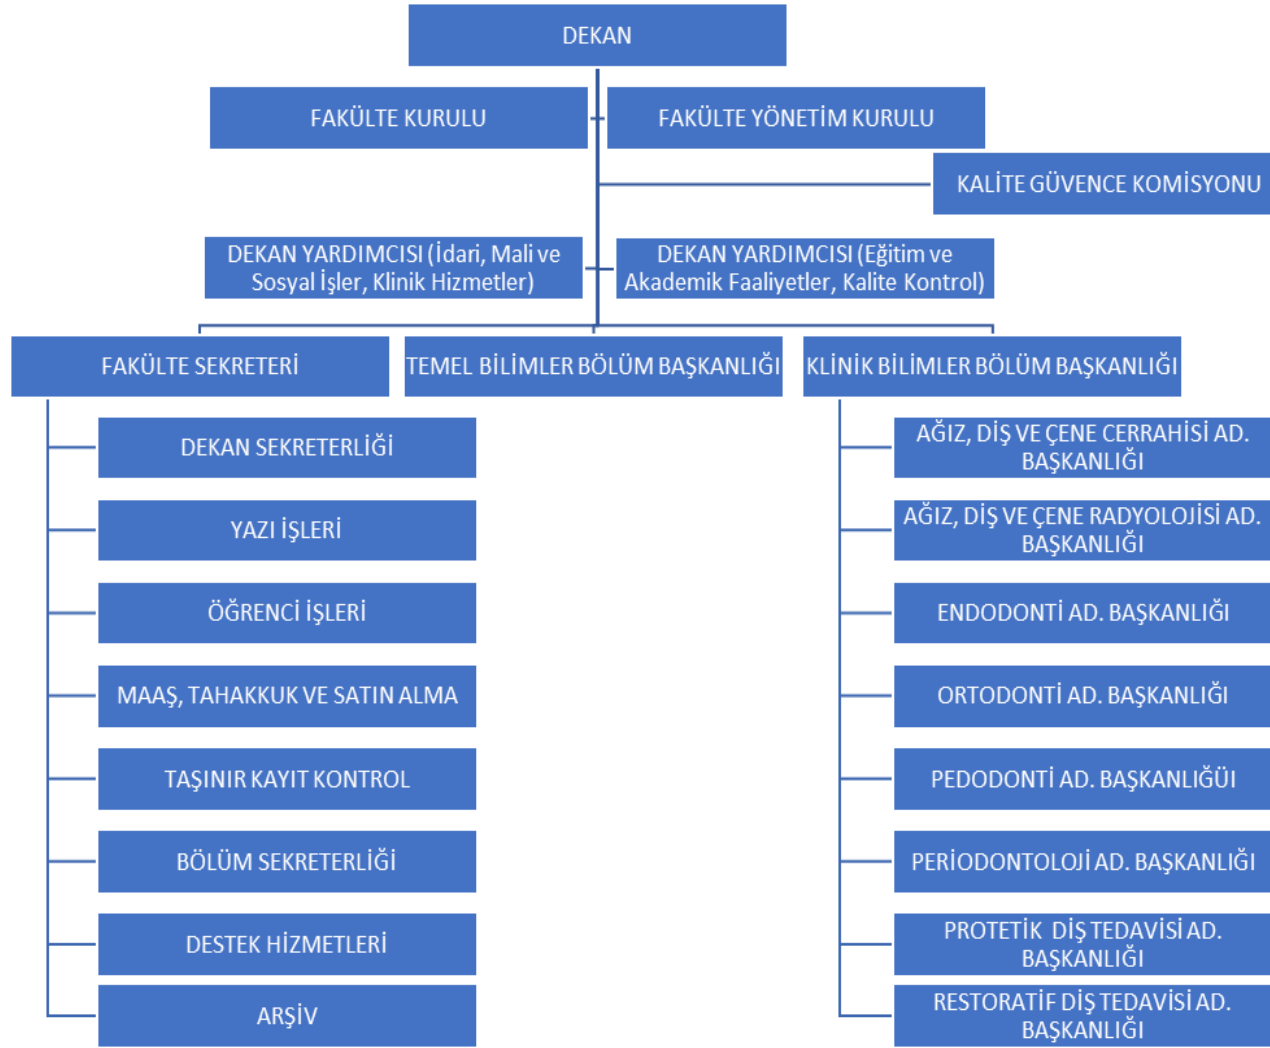 DEKAN
FAKÜLTE KURULU
FAKÜLTE YÖNETİM KURULU
KALİTE GÜVENCE KOMİSYONU
DEKAN YARDIMCISI (İdari, Mali ve
Sosyal İşler, Klinik Hizmetler)
DEKAN YARDIMCISI (Eğitim ve
Akademik Faaliyetler, Kalite Kontrol)
FAKÜLTE SEKRETERİ
TEMEL BİLİMLER BÖLÜM BAŞKANLIĞI
KLİNİK BİLİMLER BÖLÜM BAŞKANLIĞI
DEKAN SEKRETERLİĞİ
YAZI İŞLERİ
ÖĞRENCİ İŞLERİ
MAAŞ, TAHAKKUK VE SATIN ALMA
TAŞINIR KAYIT KONTROL
BÖLÜM SEKRETERLİĞİ
DESTEK HİZMETLERİ
ARŞİV
AĞIZ, DİŞ VE ÇENE CERRAHİSİ AD.
BAŞKANLIĞI
AĞIZ, DİŞ VE ÇENE RADYOLOJİSİ AD.
BAŞKANLIĞI
ENDODONTİ AD. BAŞKANLIĞI
ORTODONTİ AD. BAŞKANLIĞI
PEDODONTİ AD. BAŞKANLIĞÜI
PERİODONTOLOJİ AD. BAŞKANLIĞI
PROTETİK DİŞ TEDAVİSİ AD.
BAŞKANLIĞI
RESTORATİF DİŞ TEDAVİSİ AD.
BAŞKANLIĞI